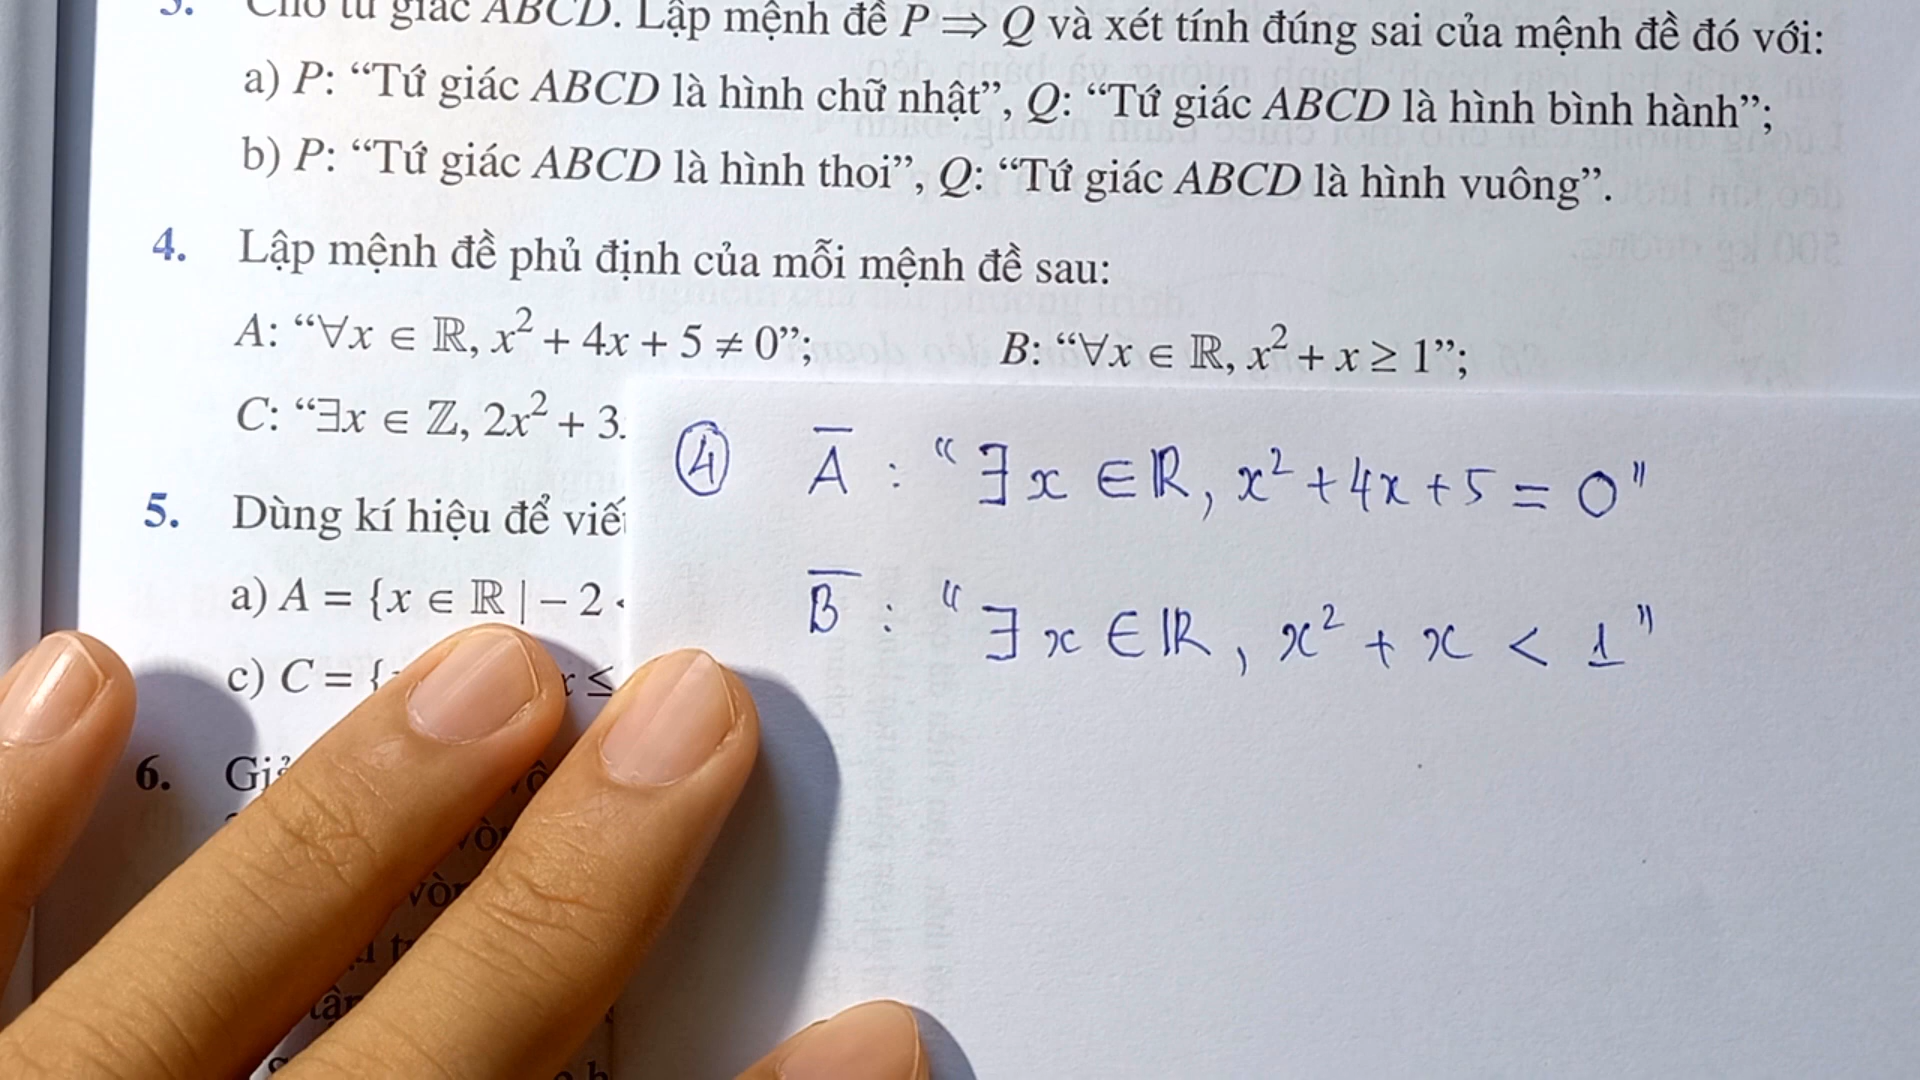 3. Cho tứ giác ABCD. Lập mệnh đề P ⇒ Q và xét tính đúng sai của mệnh đề đó với:
a) P: “Tứ giác ABCD là hình chữ nhật”, Q: “Tứ giác ABCD là hình bình hành”;
b) P: “Tứ giác ABCD là hình thoi”, Q: “Tứ giác ABCD là hình vuông”.
4. Lập mệnh đề phủ định của mỗi mệnh đề sau:
A: “∀x ∈ ℝ, x² + 4x + 5 ≠ 0”; B: “∀x ∈ ℝ, x² + x ≥ 1”;
C: “∃x ∈ ℤ, 2x² + 3
④ A̅ : “∃x ∈ ℝ, x² + 4x + 5 = 0”
B̅ : “∃x ∈ ℝ, x² + x < 1”
5. Dùng kí hiệu để
a) A = {x ∈ ℝ | – 2
c) C = { x ≤
6.